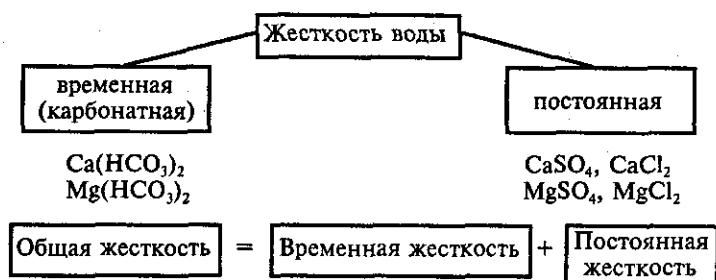 Жесткость воды
временная
(карбонатная)
постоянная
Ca(HCO₃)₂
Mg(HCO₃)₂
CaSO₄, CaCl₂
MgSO₄, MgCl₂
Общая жесткость = Временная жесткость + Постоянная
жесткость